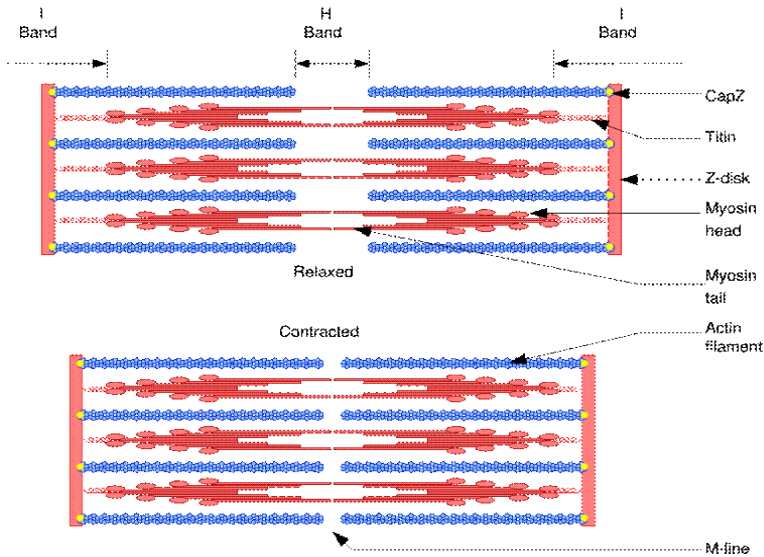 I
Band
H
Band
I
Band
CapZ
Titin
Z-disk
Myosin
head
Relaxed
Myosin
tail
Contracted
Actin
filament
M-line